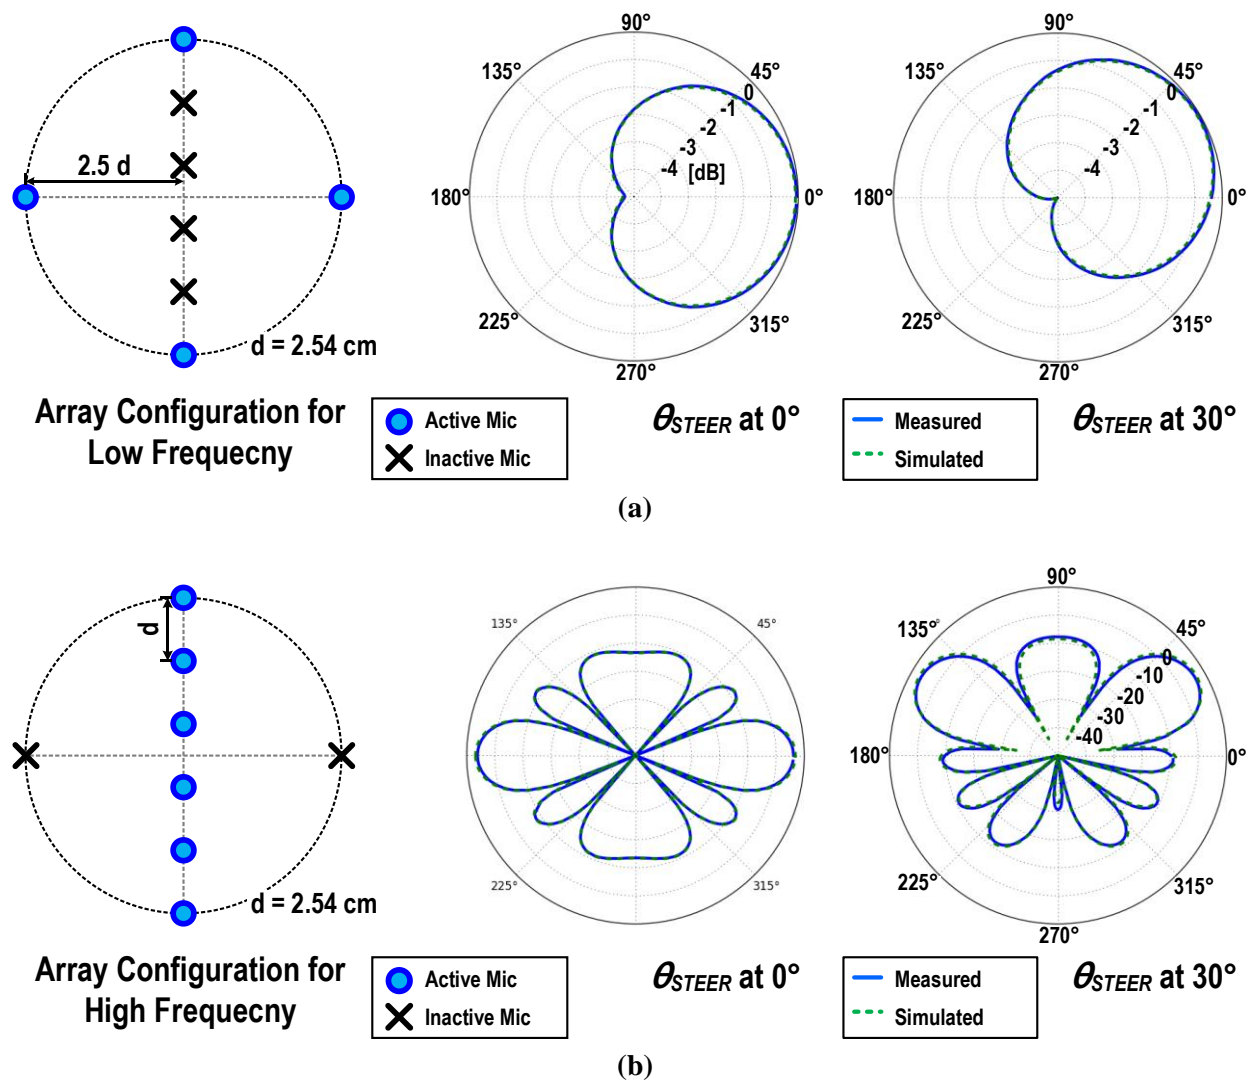 2.5 d
d = 2.54 cm
Array Configuration for
Low Frequecny
Active Mic
Inactive Mic
90°
135°
45°
0
-1
-2
-3
-4 [dB]
180°
0°
225°
315°
270°
θSTEER at 0°
90°
135°
45°
0
-1
-2
-3
-4
180°
0°
225°
315°
270°
Measured
Simulated
θSTEER at 30°
(a)
d
d = 2.54 cm
Array Configuration for
High Frequecny
Active Mic
Inactive Mic
135°
45°
225°
315°
θSTEER at 0°
90°
135°
45°
0
-10
-20
-30
-40
180°
0°
225°
315°
270°
Measured
Simulated
θSTEER at 30°
(b)